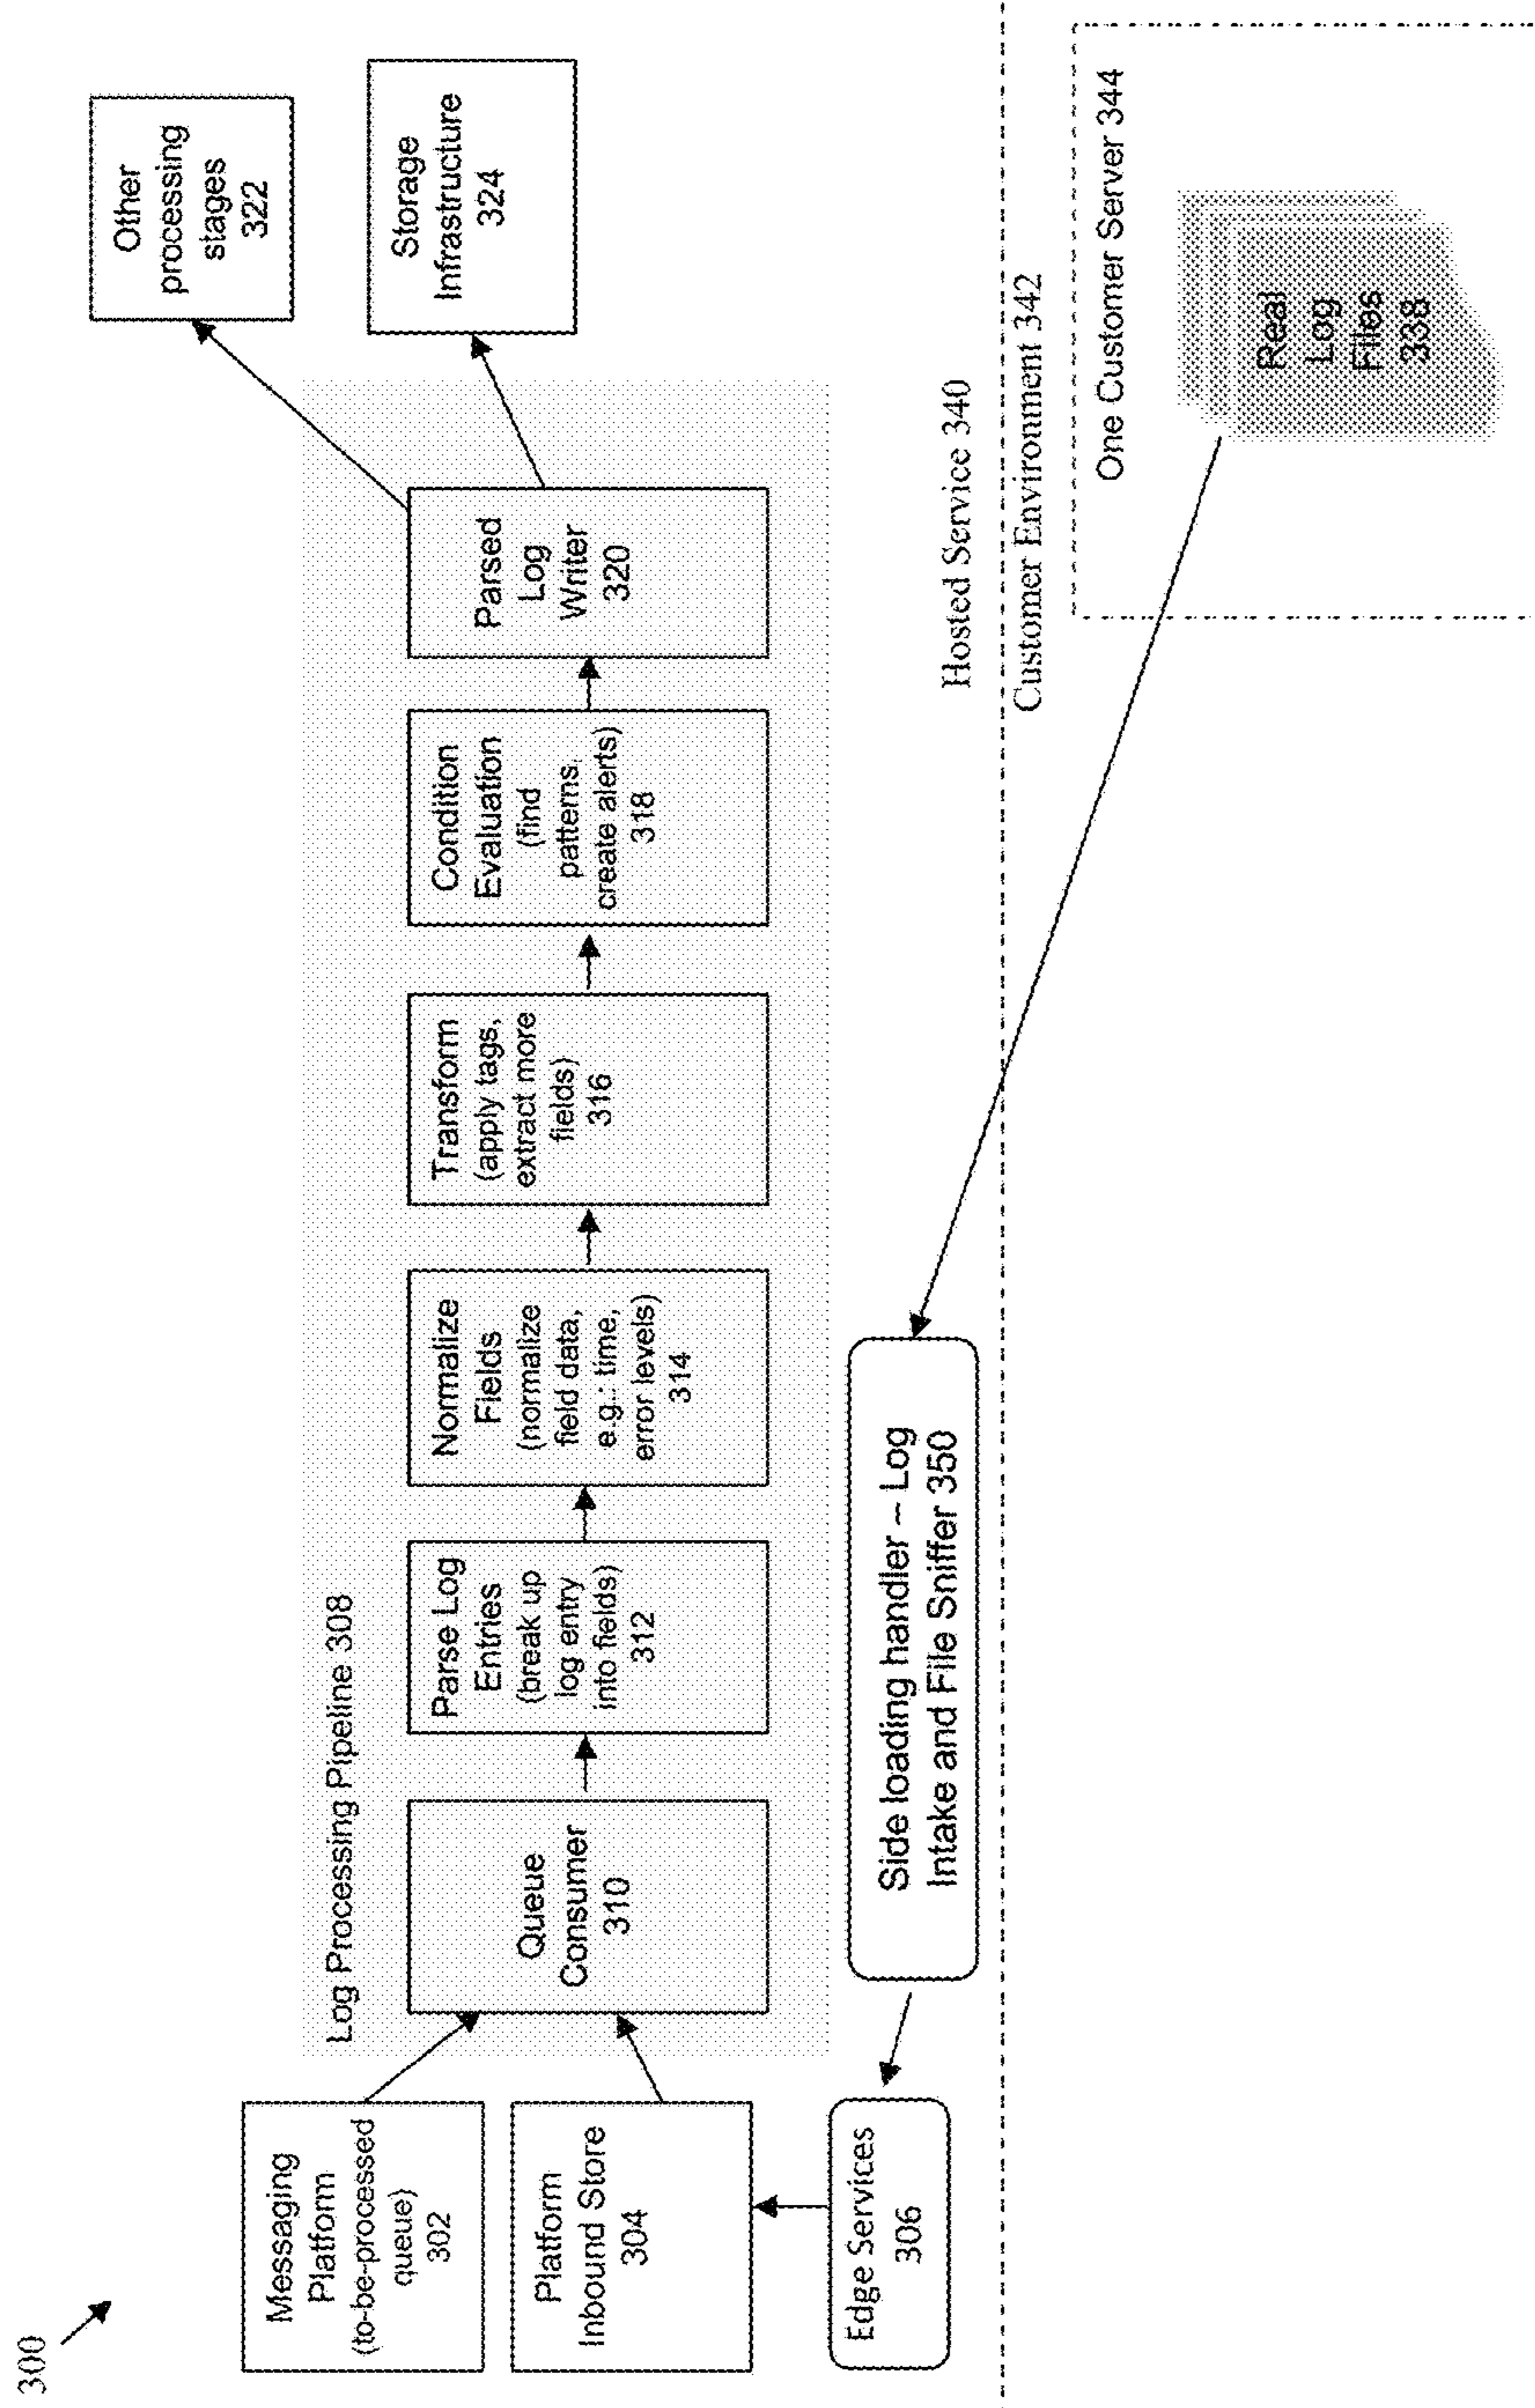 300
Messaging
Platform
(to-be-processed
queue)
302
Platform
Inbound Store
304
Edge Services
306
Log Processing Pipeline 308
Queue
Consumer
310
Parse Log
Entries
(break up
log entry
into fields)
312
Normalize
Fields
(normalize
field data,
e.g.: time,
error levels)
314
Transform
(apply tags,
extract more
fields)
316
Condition
Evaluation
(find
patterns,
create alerts)
318
Parsed
Log
Writer
320
Other
processing
stages
322
Storage
Infrastructure
324
Side loading handler – Log
Intake and File Sniffer 350
Hosted Service 340
Customer Environment 342
One Customer Server 344
Real
Log
Files
338